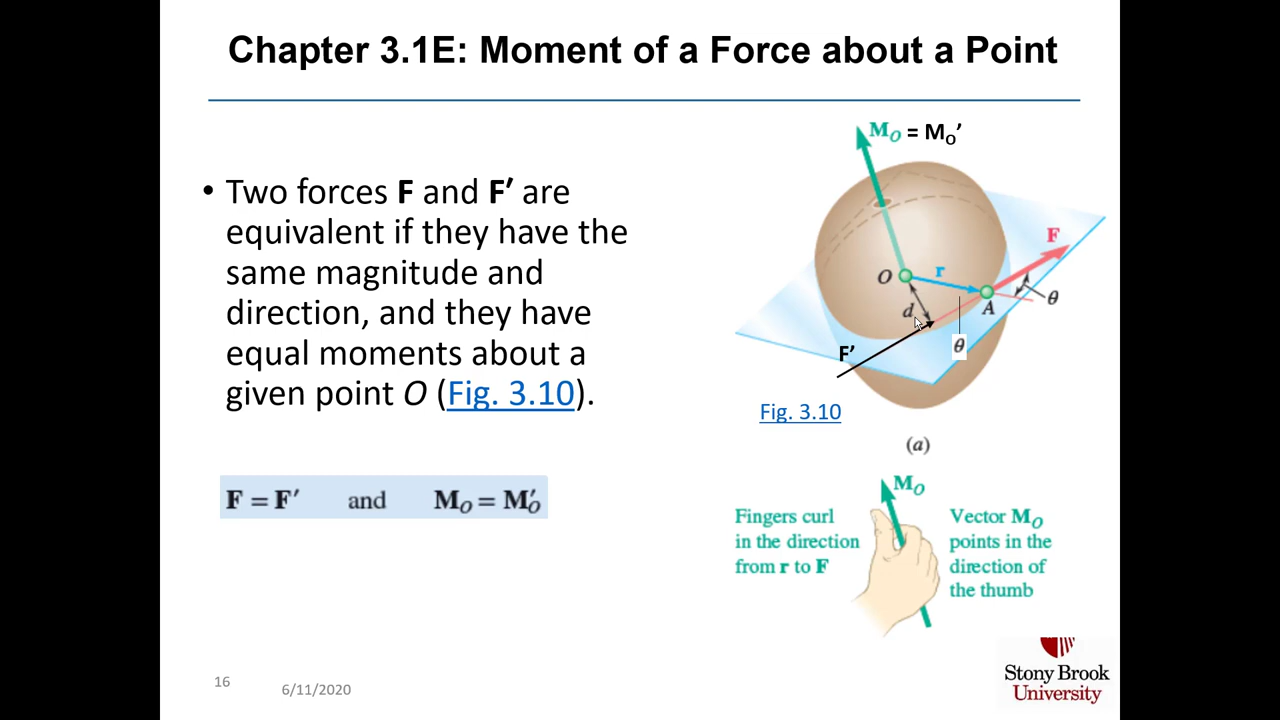 Chapter 3.1E: Moment of a Force about a Point
• Two forces F and F′ are
equivalent if they have the
same magnitude and
direction, and they have
equal moments about a
given point O (Fig. 3.10).
F = F′ and M_O = M′_O
M_O = M_O’
F
O
r
A
θ
d
θ
F’
Fig. 3.10
(a)
M_O
Fingers curl
in the direction
from r to F
Vector M_O
points in the
direction of
the thumb
16
6/11/2020
Stony Brook
University